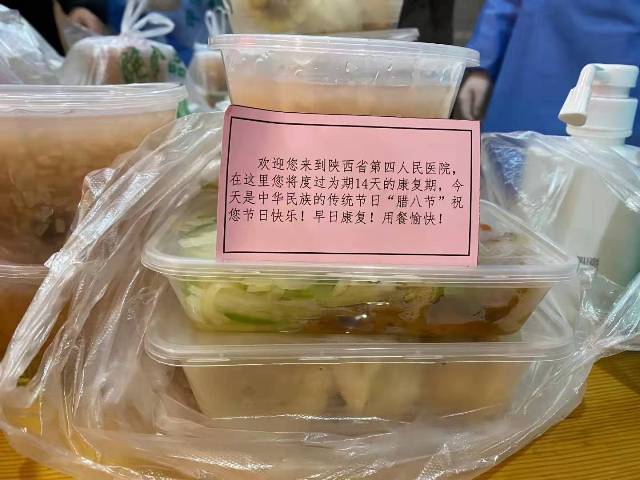 欢迎您来到陕西省第四人民医院，
在这里您将度过为期14天的康复期，今
天是中华民族的传统节日“腊八节”祝
您节日快乐！早日康复！用餐愉快！